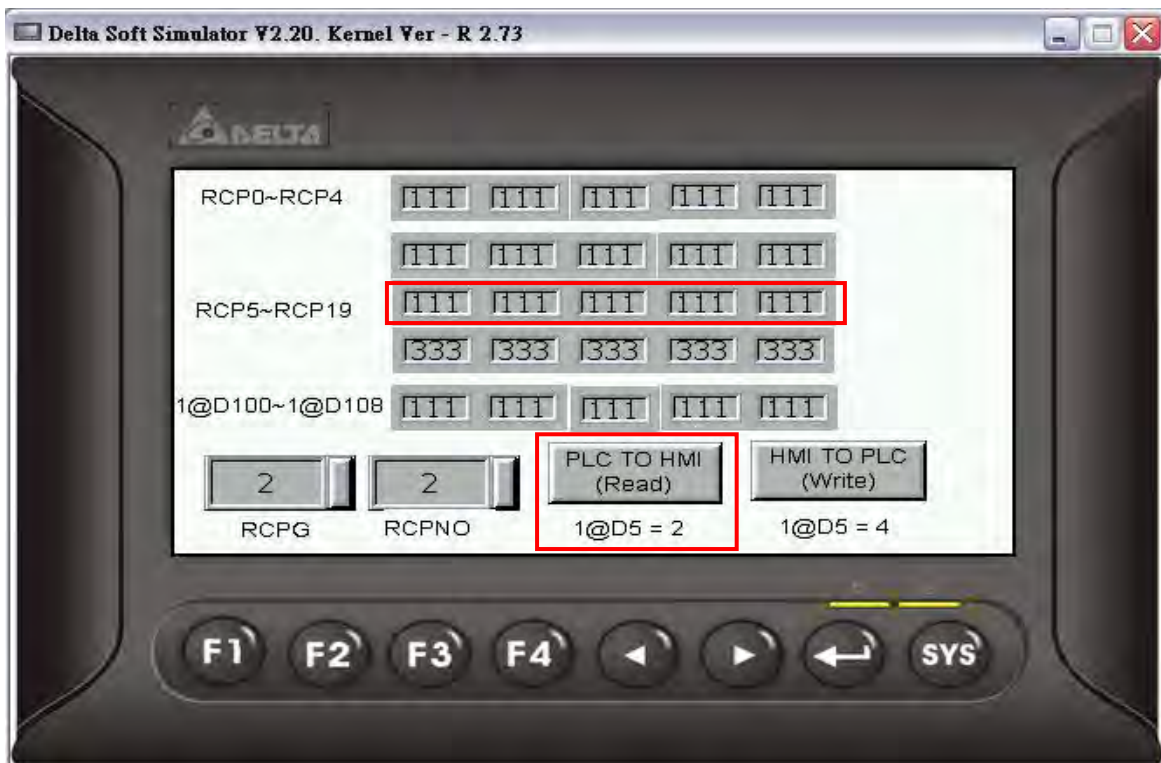 Delta Soft Simulator V2.20. Kernel Ver - R 2.73
DELTA
RCP0~RCP4 111 111 111 111 111
111 111 111 111 111
RCP5~RCP19 111 111 111 111 111
333 333 333 333 333
1@D100~1@D108 111 111 111 111 111
2 2 PLC TO HMI HMI TO PLC
(Read) (Write)
RCPG RCPNO 1@D5 = 2 1@D5 = 4
F1 F2 F3 F4 SYS